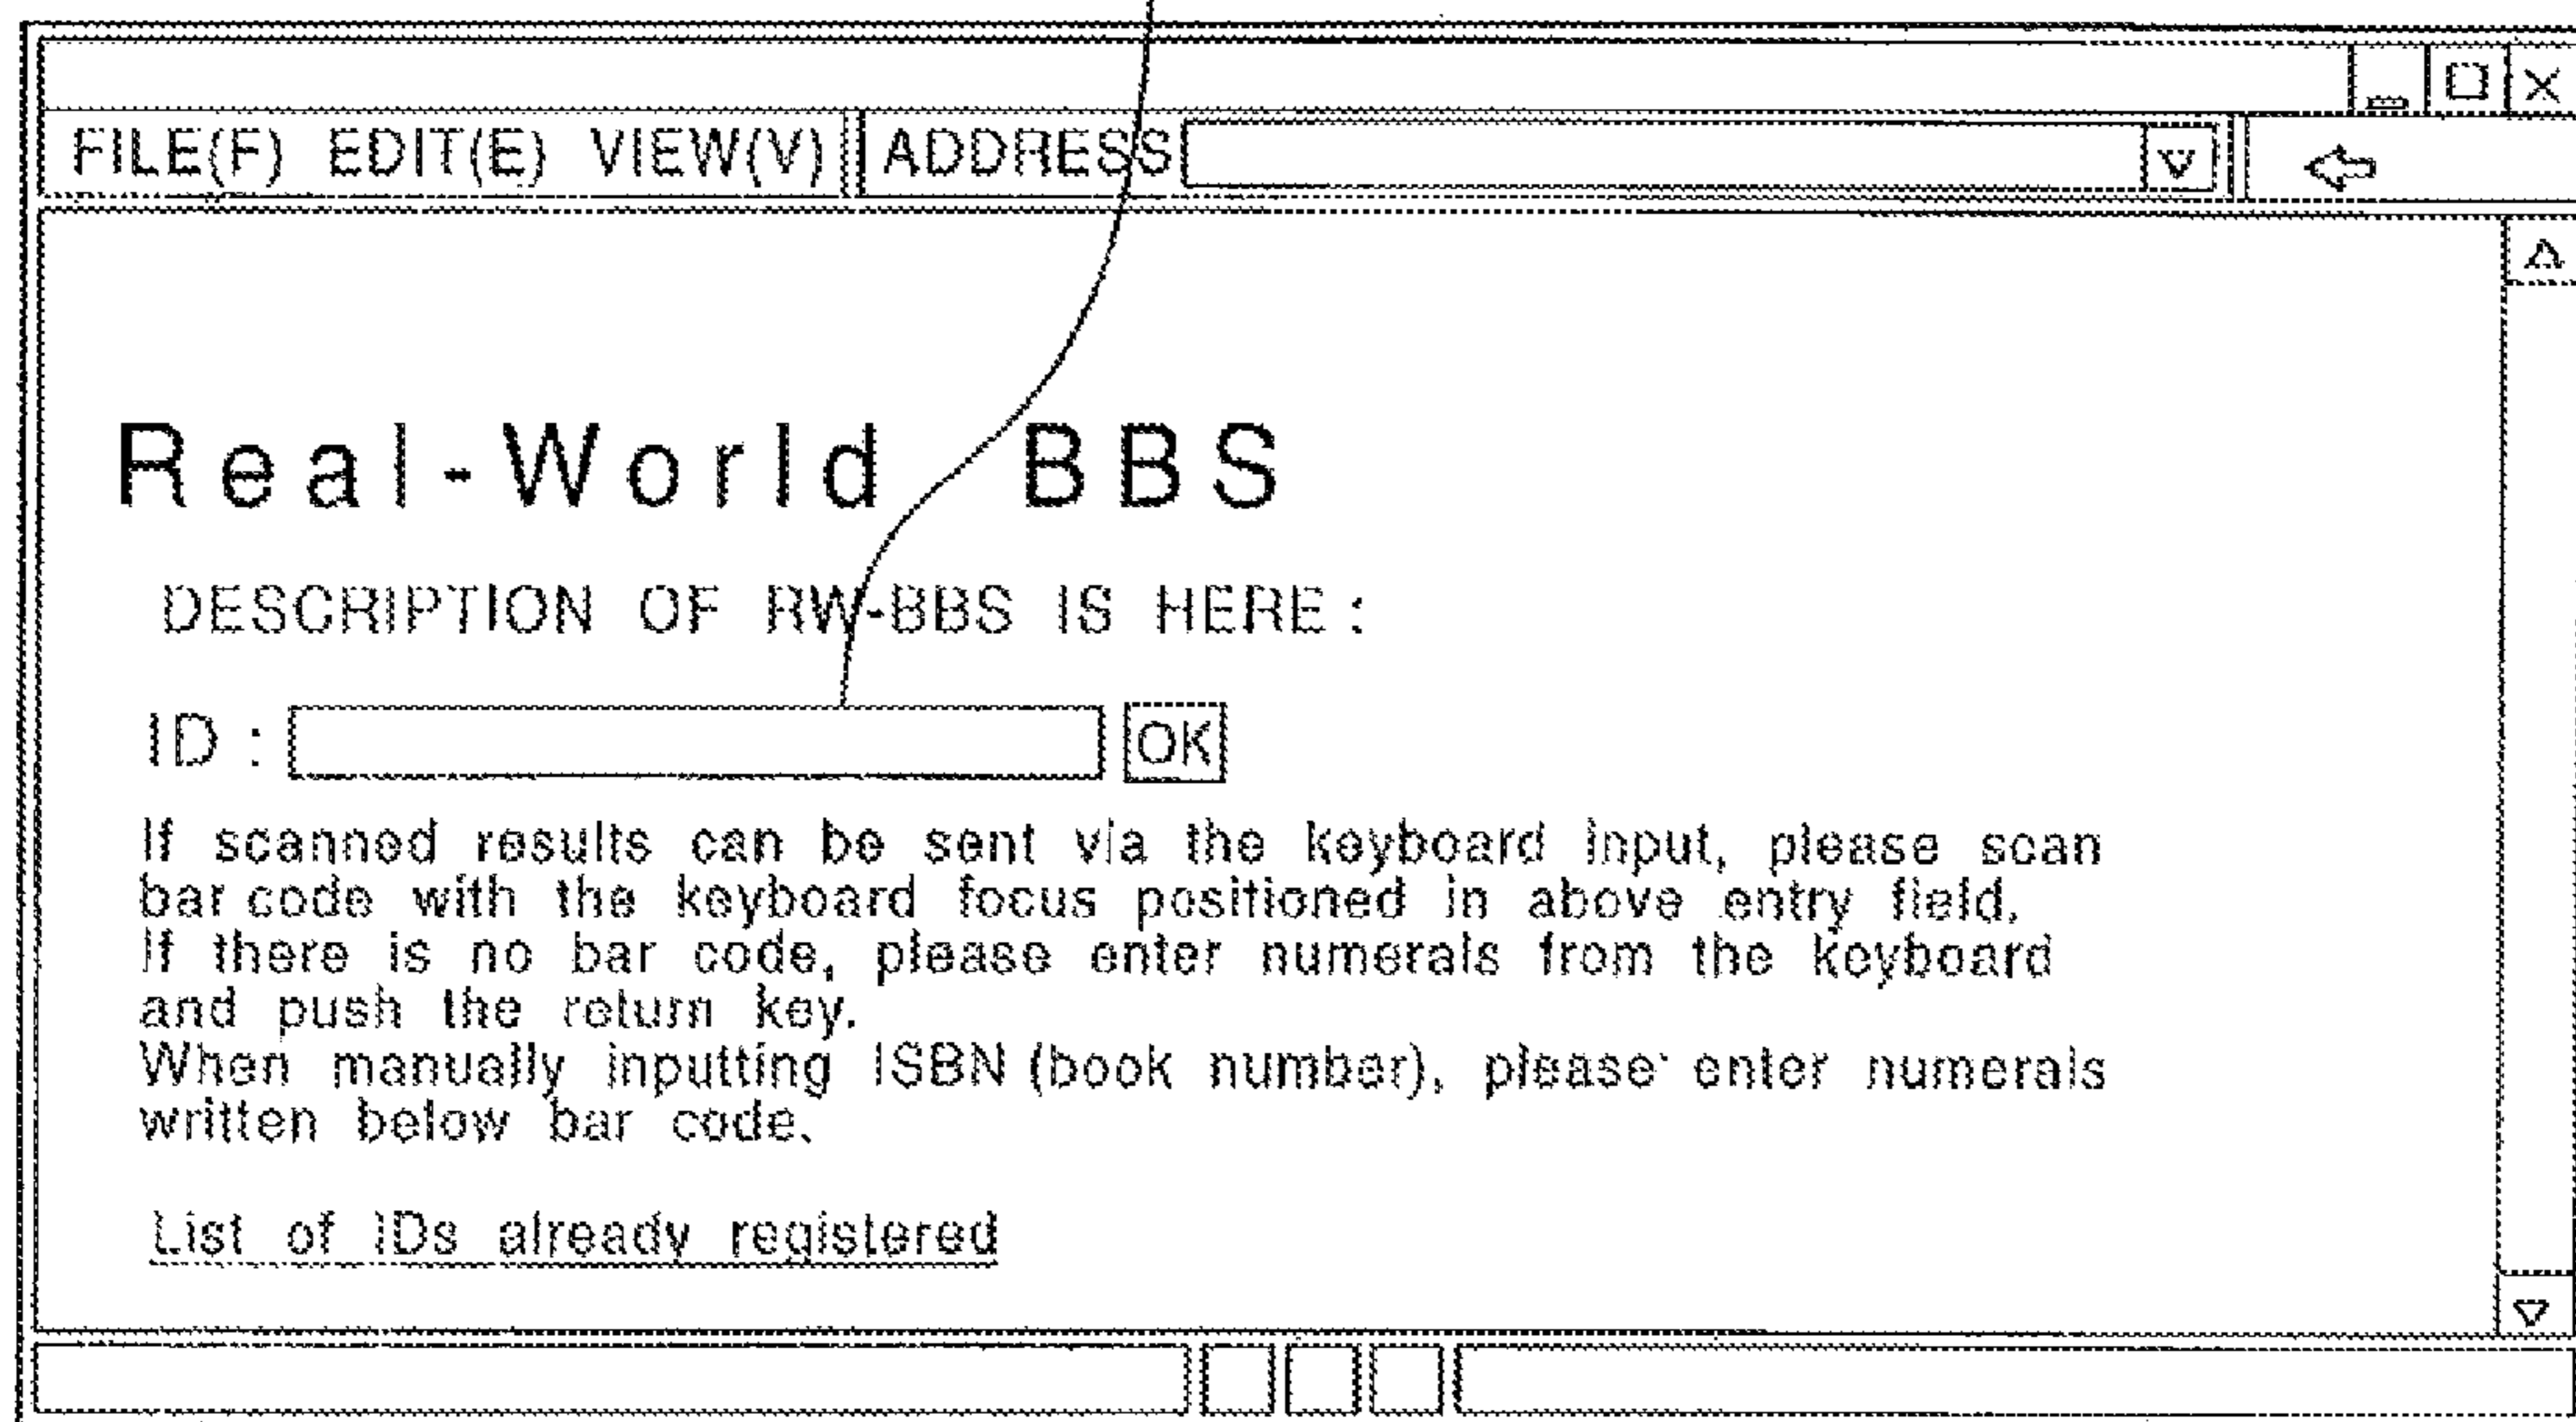 FILE(F) EDIT(E) VIEW(V) ADDRESS
Real-World BBS
DESCRIPTION OF RW-BBS IS HERE :
ID : OK
If scanned results can be sent via the keyboard input, please scan
bar code with the keyboard focus positioned in above entry field.
If there is no bar code, please enter numerals from the keyboard
and push the return key.
When manually inputting ISBN (book number), please enter numerals
written below bar code.
List of IDs already registered